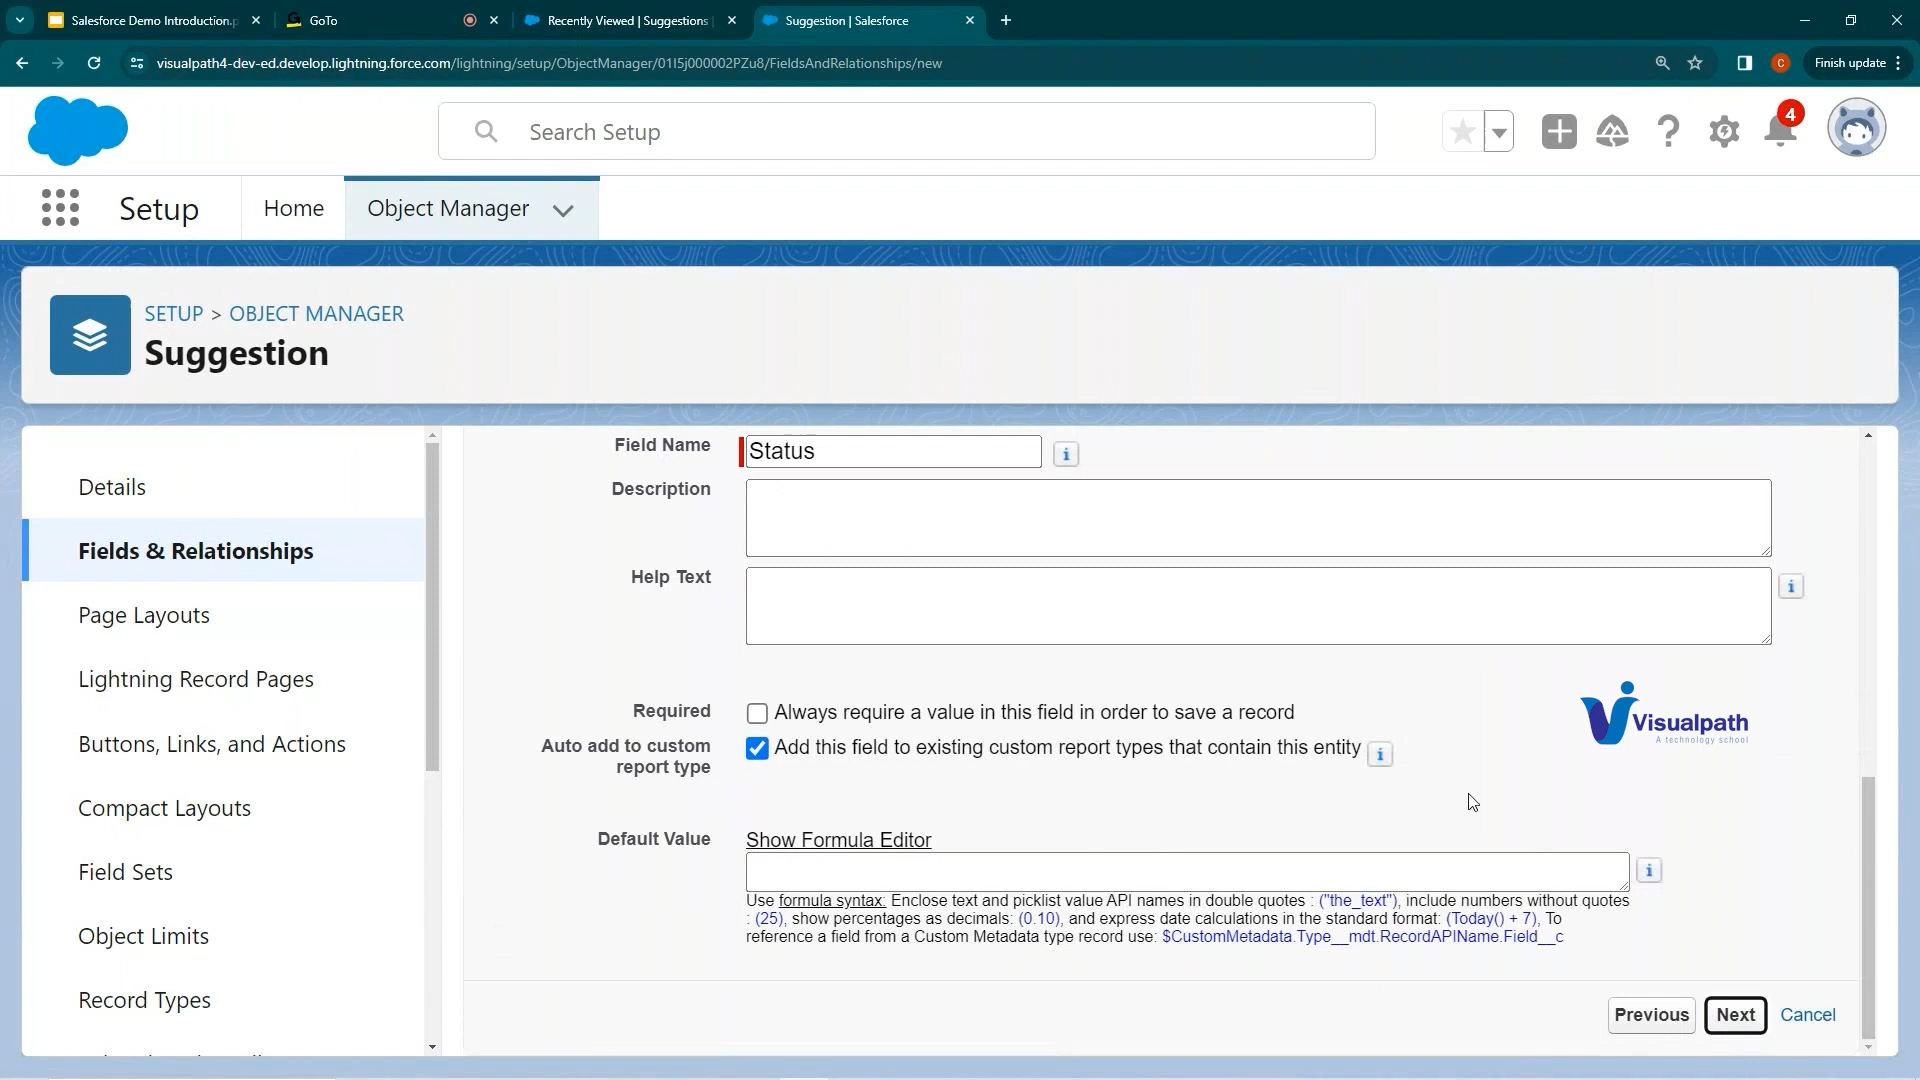 Salesforce Demo Introduction.p
GoTo
Recently Viewed | Suggestions
Suggestion | Salesforce
visualpath4-dev-ed.develop.lightning.force.com/lightning/setup/ObjectManager/01I5j000002PZu8/FieldsAndRelationships/new
C
Finish update
Search Setup
4
Setup
Home
Object Manager
SETUP > OBJECT MANAGER
Suggestion
Details
Fields & Relationships
Page Layouts
Lightning Record Pages
Buttons, Links, and Actions
Compact Layouts
Field Sets
Object Limits
Record Types
Field Name
Status
Description
Help Text
Required
Always require a value in this field in order to save a record
Auto add to custom
report type
Add this field to existing custom report types that contain this entity
Visualpath
A technology school
Default Value
Show Formula Editor
Use formula syntax: Enclose text and picklist value API names in double quotes : ("the_text"), include numbers without quotes
: (25), show percentages as decimals: (0.10), and express date calculations in the standard format: (Today() + 7), To
reference a field from a Custom Metadata type record use: $CustomMetadata.Type__mdt.RecordAPIName.Field__c
Previous
Next
Cancel